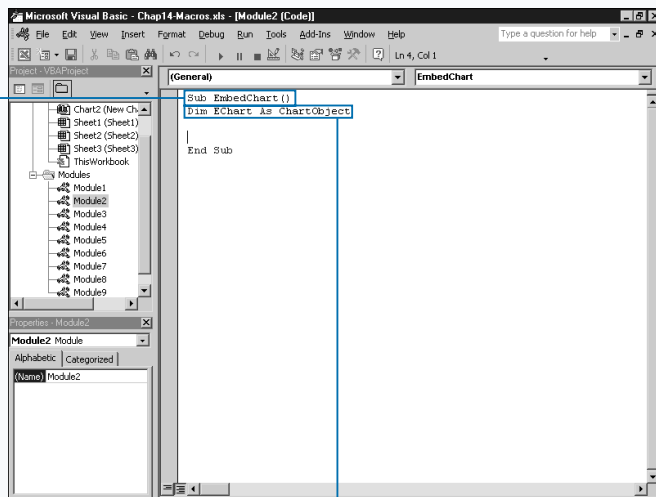 Microsoft Visual Basic - Chap14-Macros.xls - [Module2 (Code)]
File Edit View Insert Format Debug Run Tools Add-Ins Window Help
Type a question for help
Ln 4, Col 1
Project - VBAProject
Chart2 (New Ch
Sheet1 (Sheet1)
Sheet2 (Sheet2)
Sheet3 (Sheet3)
ThisWorkbook
Modules
Module1
Module2
Module3
Module4
Module5
Module6
Module7
Module8
Module9
Properties - Module2
Module2 Module
Alphabetic Categorized
(Name) Module2
(General)
EmbedChart
Sub EmbedChart()
Dim EChart As ChartObject
End Sub